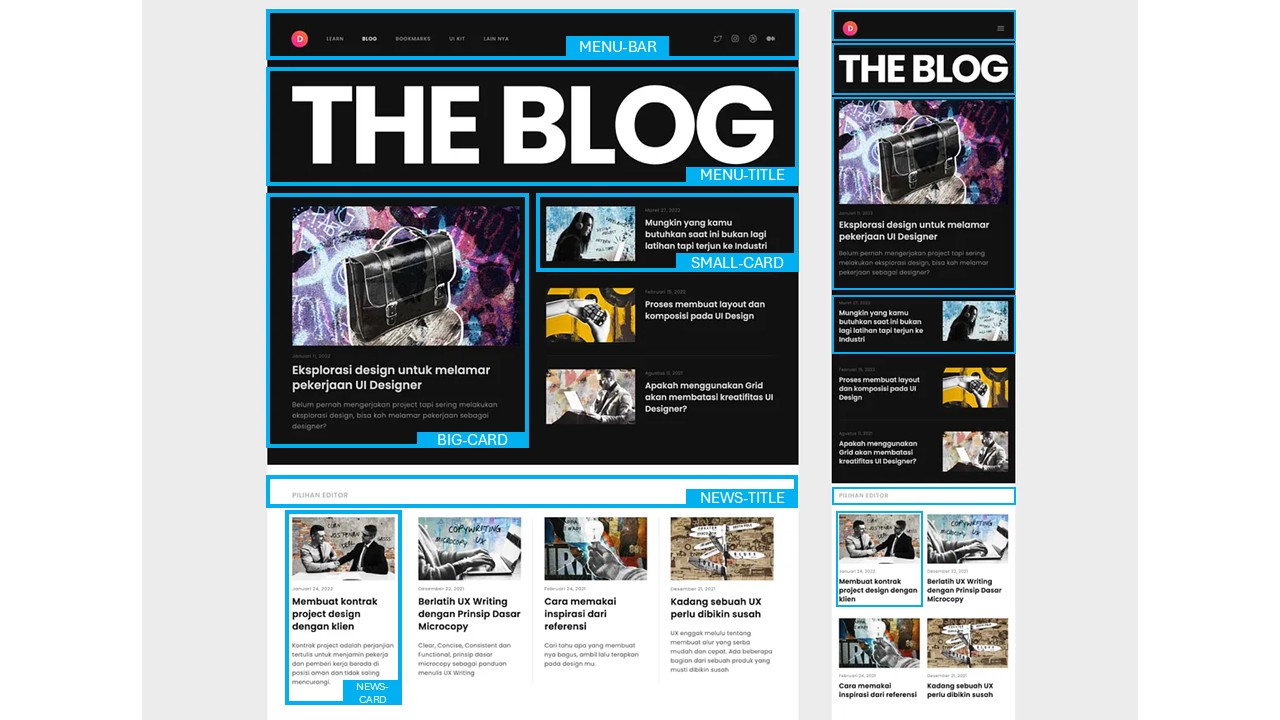 D
LEARN
BLOG
BOOKMARKS
UI KIT
LAIN NYA
MENU-BAR
THE BLOG
MENU-TITLE
Januari 11, 2022
Eksplorasi design untuk melamar
pekerjaan UI Designer
Belum pernah mengerjakan project tapi sering melakukan
eksplorasi design, bisa kah melamar pekerjaan sebagai
designer?
BIG-CARD
Maret 27, 2022
Mungkin yang kamu
butuhkan saat ini bukan lagi
latihan tapi terjun ke Industri
SMALL-CARD
Februari 15, 2022
Proses membuat layout dan
komposisi pada UI Design
Agustus 11, 2021
Apakah menggunakan Grid
akan membatasi kreatifitas UI
Designer?
PILIHAN EDITOR
NEWS-TITLE
Januari 24, 2022
Membuat kontrak
project design
dengan klien
Kontrak adalah perjanjian
tertulis untuk menjamin pekerja
dan pemberi kerja berada di
posisi aman dan tidak saling
mencurangi.
NEWS-
CARD
COPYWRITING
MICROCOPY UX
Desember 22, 2021
Berlatih UX Writing
dengan Prinsip Dasar
Microcopy
Clear, Concise, Consistent dan
Functional, prinsip dasar
microcopy sebagai panduan
menulis UX Writing
Februari 24, 2021
Cara memakai
inspirasi dari
referensi
Cari tahu apa yang membuat
nya bagus, ambil lalu terapkan
pada design mu.
Desember 21, 2021
Kadang sebuah UX
perlu dibikin susah
UX enggak melulu tentang
membuat alur yang serba
mudah dan cepat. Ada beberapa
bagian dari sebuah produk yang
musti dibikin susah
D
THE BLOG
Eksplorasi design untuk melamar
pekerjaan UI Designer
Belum pernah mengerjakan project tapi sering
melakukan eksplorasi design, bisa kah melamar
pekerjaan sebagai designer?
Maret 27, 2022
Mungkin yang kamu
butuhkan saat ini bukan
lagi latihan tapi terjun ke
Industri
Februari 15, 2022
Proses membuat layout
dan komposisi pada UI
Design
Agustus 11, 2021
Apakah menggunakan
Grid akan membatasi
kreatifitas UI Designer?
PILIHAN EDITOR
Januari 24, 2022
Membuat kontrak
project design dengan
klien
COPYWRITING
MICROCOPY UX
Desember 22, 2021
Berlatih UX Writing
dengan Prinsip Dasar
Microcopy
Februari 24, 2021
Cara memakai
inspirasi dari referensi
Desember 21, 2021
Kadang sebuah UX
perlu dibikin susah